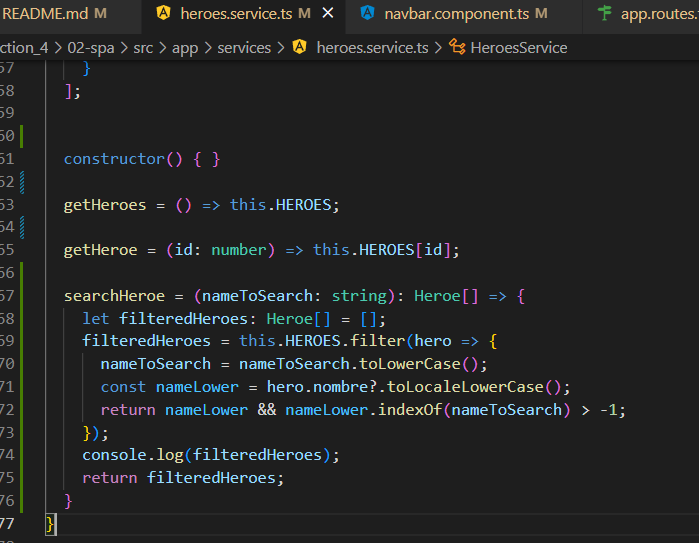 README.md M heroes.service.ts M navbar.component.ts M app.routes.
ction_4 > 02-spa > src > app > services > heroes.service.ts > HeroesService
57 }
58 ];
59
60
61 constructor() { }
62
63 getHeroes = () => this.HEROES;
64
65 getHeroe = (id: number) => this.HEROES[id];
66
67 searchHeroe = (nameToSearch: string): Heroe[] => {
68 let filteredHeroes: Heroe[] = [];
69 filteredHeroes = this.HEROES.filter(hero => {
70 nameToSearch = nameToSearch.toLowerCase();
71 const nameLower = hero.nombre?.toLocaleLowerCase();
72 return nameLower && nameLower.indexOf(nameToSearch) > -1;
73 });
74 console.log(filteredHeroes);
75 return filteredHeroes;
76 }
77 }